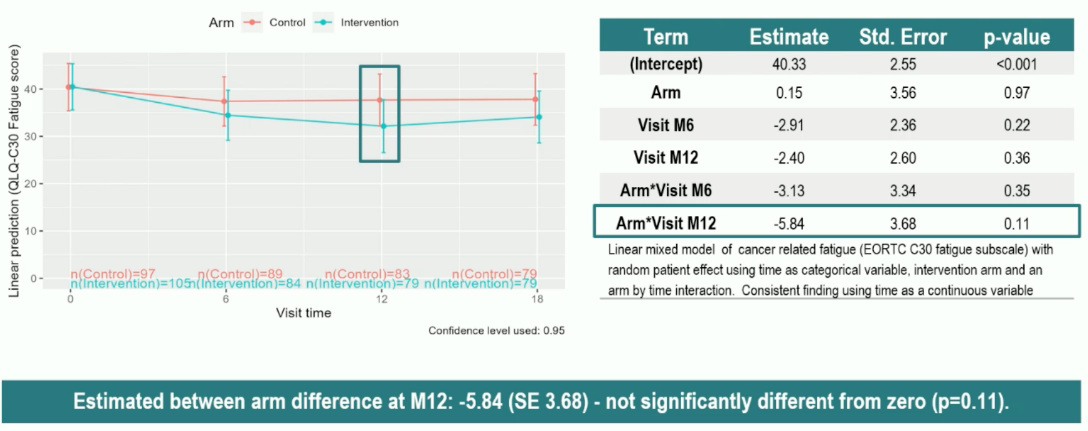 Arm Control Intervention
Linear prediction (QLQ-C30 Fatigue score)
40
30
20
10
0
n(Control)=97 n(Control)=89 n(Control)=83 n(Control)=79
n(Intervention)=105 n(Intervention)=84 n(Intervention)=79 n(Intervention)=79
0 6 12 18
Visit time
Confidence level used: 0.95
Term Estimate Std. Error p-value
(Intercept) 40.33 2.55 <0.001
Arm 0.15 3.56 0.97
Visit M6 -2.91 2.36 0.22
Visit M12 -2.40 2.60 0.36
Arm*Visit M6 -3.13 3.34 0.35
Arm*Visit M12 -5.84 3.68 0.11
Linear mixed model of cancer related fatigue (EORTC C30 fatigue subscale) with
random patient effect using time as categorical variable, intervention arm and an
arm by time interaction. Consistent finding using time as a continuous variable
Estimated between arm difference at M12: -5.84 (SE 3.68) - not significantly different from zero (p=0.11).